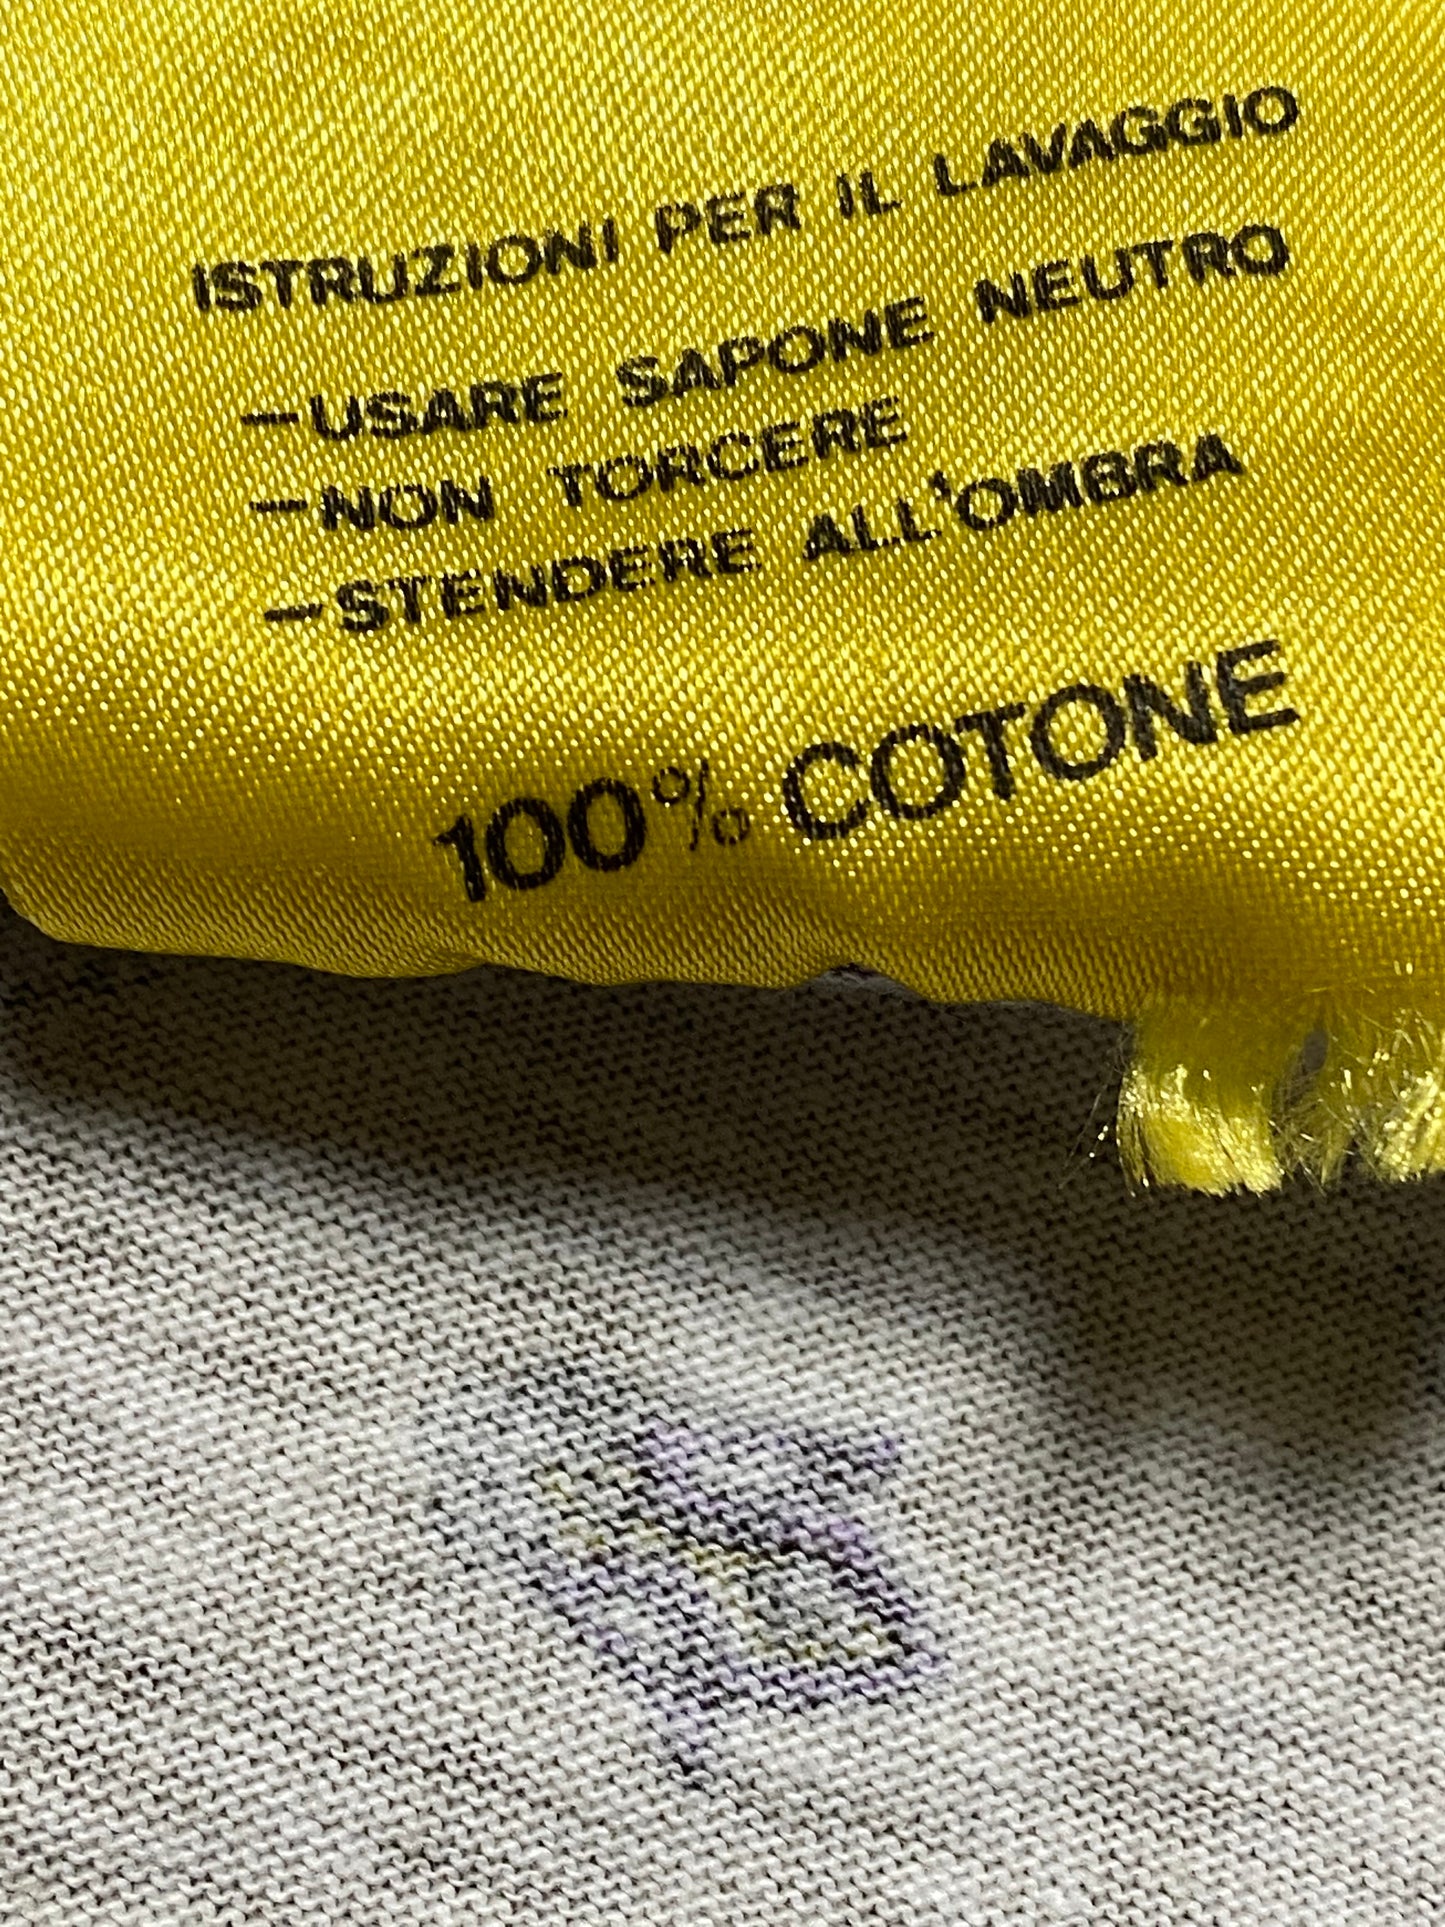 ISTRUZIONI PER IL LAVAGGIO
-USARE SAPONE NEUTRO
-NON TORCERE
-STENDERE ALL'OMBRA
100% COTONE